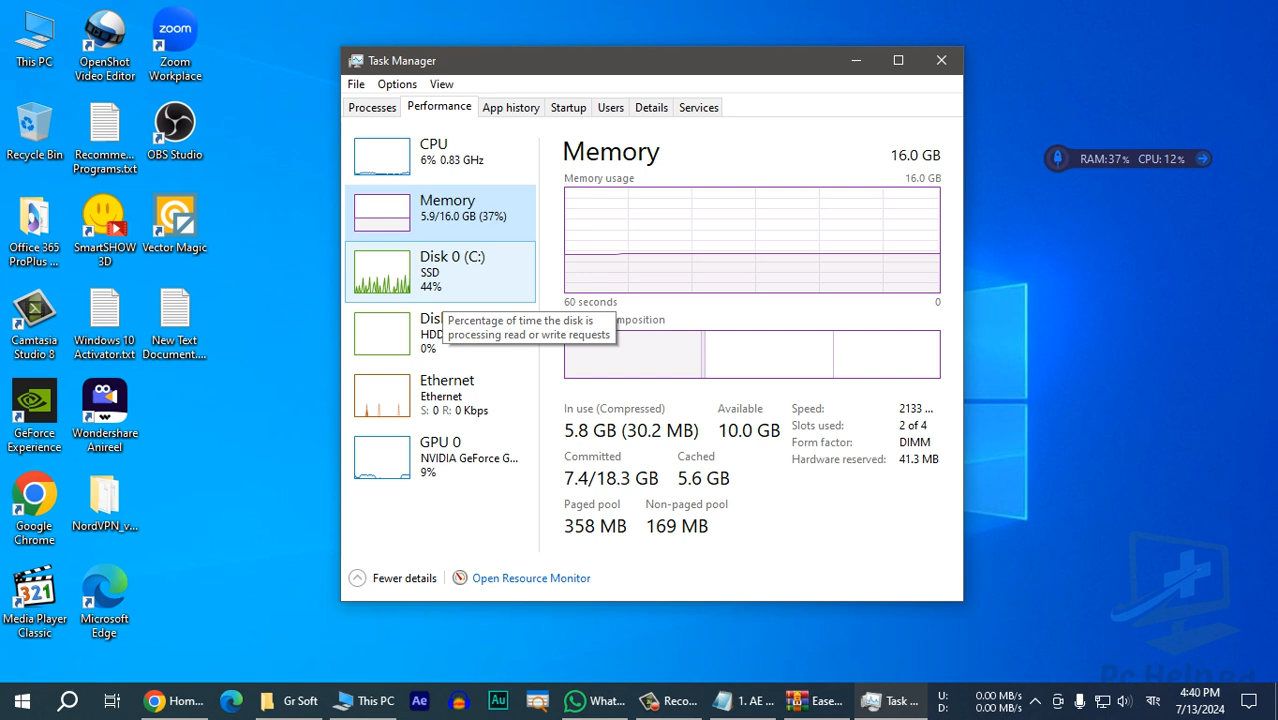 This PC
OpenShot
Video Editor
zoom
Zoom
Workplace
Recycle Bin
Recomme...
Programs.txt
OBS Studio
Office 365
ProPlus ...
SmartSHOW
3D
Vector Magic
Camtasia
Studio 8
Windows 10
Activator.txt
New Text
Document....
GeForce
Experience
Wondershare
Anireel
Google
Chrome
NordVPN_v...
321
Media Player
Classic
Microsoft
Edge
Task Manager
File Options View
Processes Performance App history Startup Users Details Services
CPU
6% 0.83 GHz
Memory
5.9/16.0 GB (37%)
Disk 0 (C:)
SSD
44%
Dis
HDD
0%
Percentage of time the disk is
processing read or write requests
Ethernet
Ethernet
S: 0 R: 0 Kbps
GPU 0
NVIDIA GeForce G...
9%
Memory 16.0 GB
Memory usage 16.0 GB
60 seconds 0
mposition
In use (Compressed) Available
5.8 GB (30.2 MB) 10.0 GB
Committed Cached
7.4/18.3 GB 5.6 GB
Paged pool Non-paged pool
358 MB 169 MB
Speed: 2133 ...
Slots used: 2 of 4
Form factor: DIMM
Hardware reserved: 41.3 MB
Fewer details Open Resource Monitor
RAM:37% CPU: 12%
Home... Gr Soft This PC Ae Au What... Reco... 1. AE ... Ease... Task ...
U: 0.00 MB/s
D: 0.00 MB/s
বাং
4:40 PM
7/13/2024